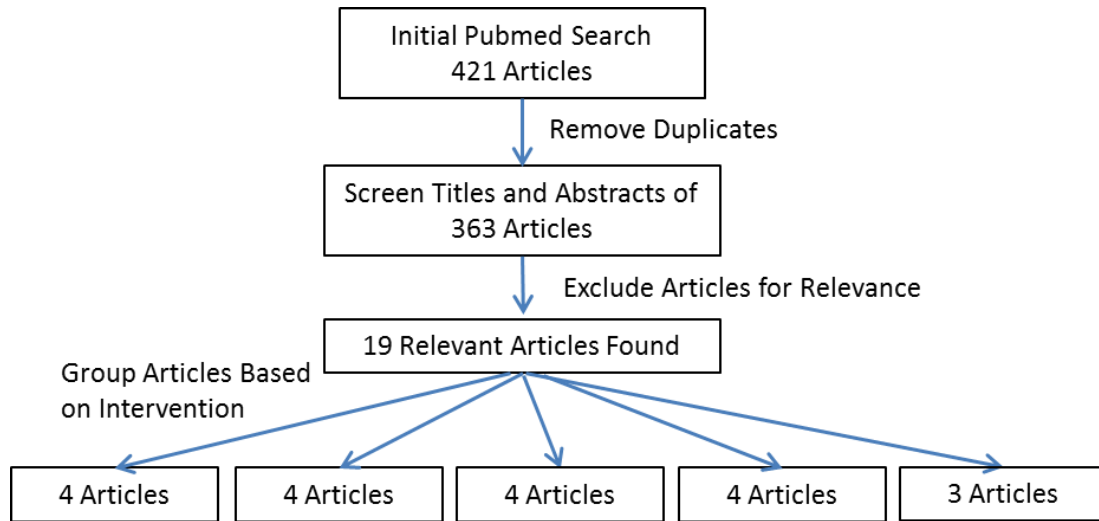 Initial Pubmed Search
421 Articles
Remove Duplicates
Screen Titles and Abstracts of
363 Articles
Exclude Articles for Relevance
19 Relevant Articles Found
Group Articles Based
on Intervention
4 Articles
4 Articles
4 Articles
4 Articles
3 Articles